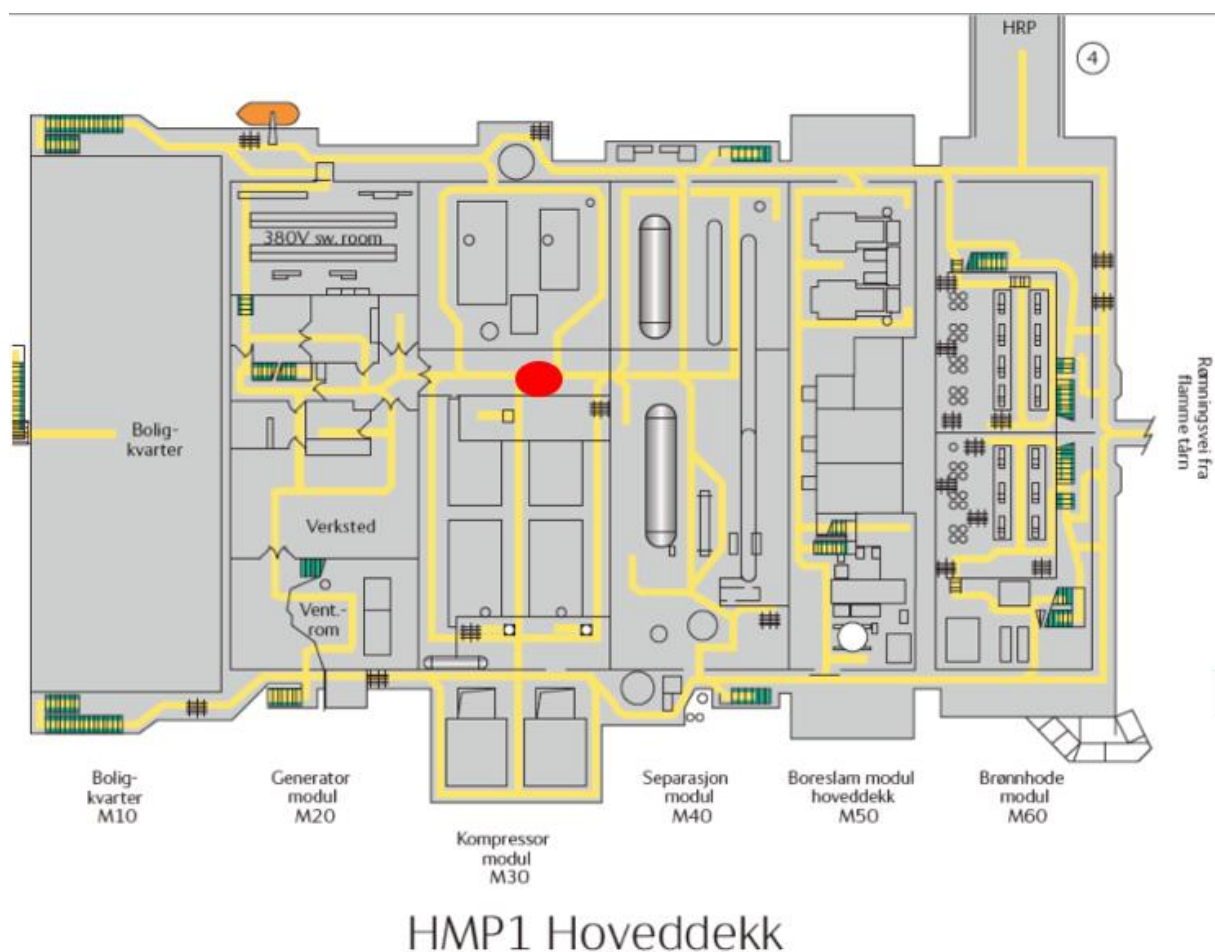 HRP
4
380V sw. room
Bolig-
kvarter
Verksted
Vent.-
rom
Rømningsvei fra
flamme tårn
Bolig-
kvarter
M10
Generator
modul
M20
Kompressor
modul
M30
Separasjon
modul
M40
Boreslam modul
hoveddekk
M50
Brønnhode
modul
M60
HMP1 Hoveddekk